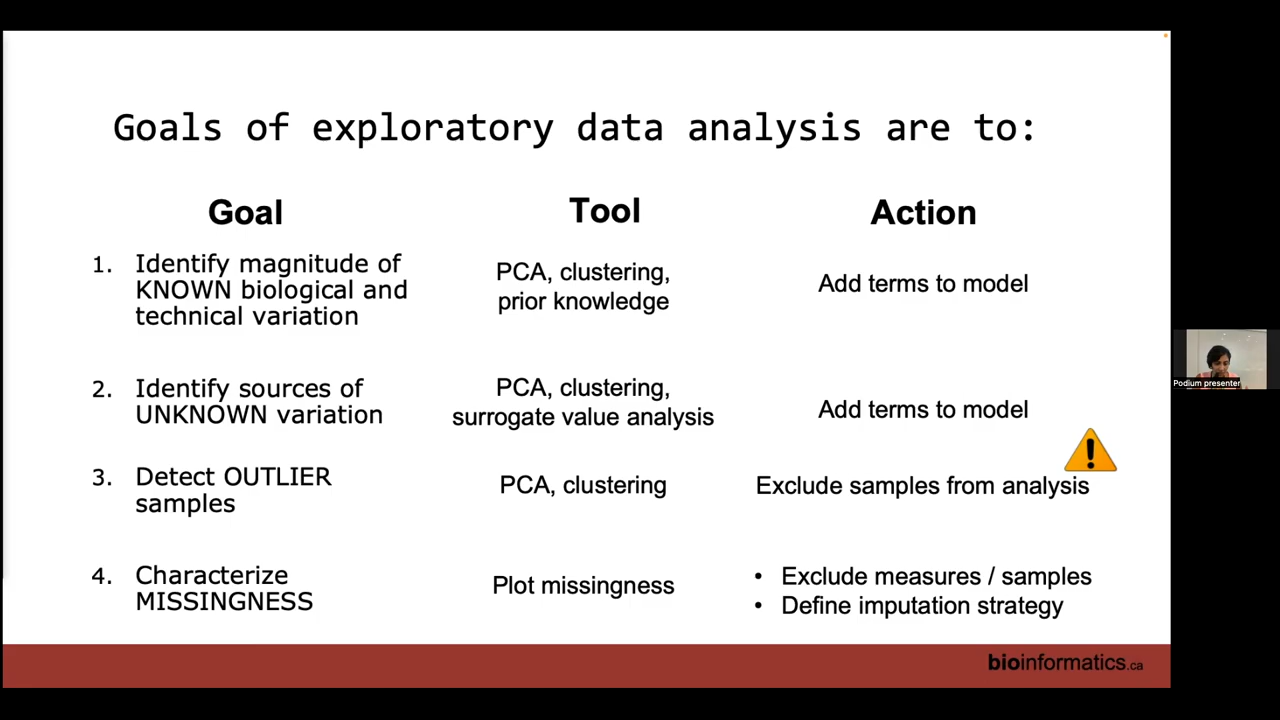 Goals of exploratory data analysis are to:
Goal
Tool
Action
1. Identify magnitude of
KNOWN biological and
technical variation
PCA, clustering,
prior knowledge
Add terms to model
2. Identify sources of
UNKNOWN variation
PCA, clustering,
surrogate value analysis
Add terms to model
3. Detect OUTLIER
samples
PCA, clustering
Exclude samples from analysis
4. Characterize
MISSINGNESS
Plot missingness
• Exclude measures / samples
• Define imputation strategy
bioinformatics.ca
Podium presenter